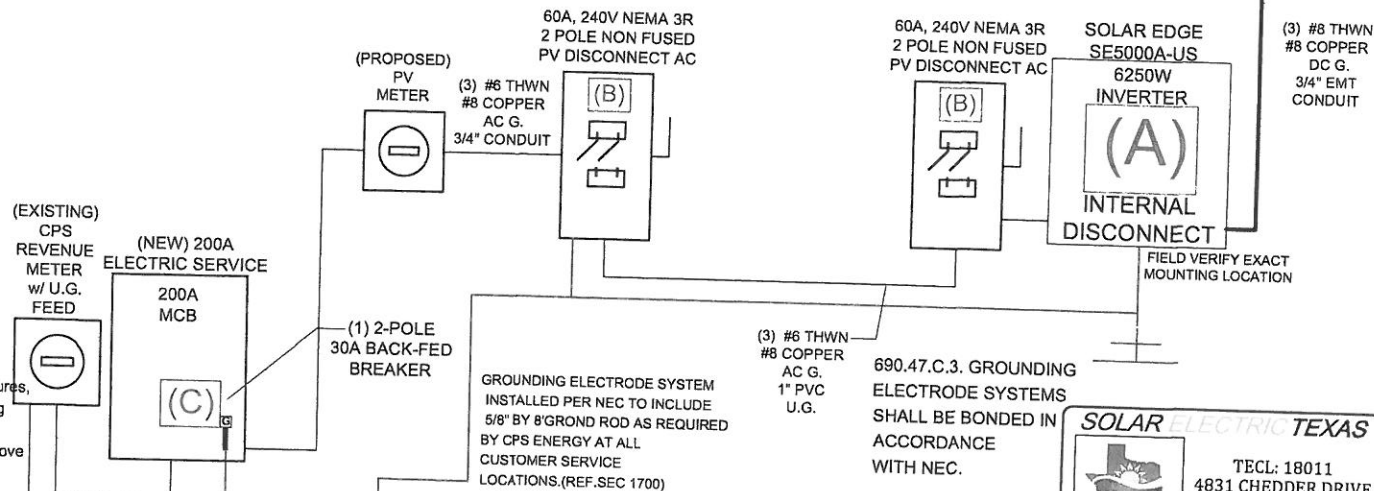 60A, 240V NEMA 3R
2 POLE NON FUSED
PV DISCONNECT AC
(B)
60A, 240V NEMA 3R
2 POLE NON FUSED
PV DISCONNECT AC
(B)
SOLAR EDGE
SE5000A-US
6250W
INVERTER
(A)
INTERNAL
DISCONNECT
FIELD VERIFY EXACT
MOUNTING LOCATION
(3) #8 THWN
#8 COPPER
DC G.
3/4" EMT
CONDUIT
(PROPOSED)
PV
METER
(3) #6 THWN
#8 COPPER
AC G.
3/4" CONDUIT
(EXISTING)
CPS
REVENUE
METER
w/ U.G.
FEED
(NEW) 200A
ELECTRIC SERVICE
200A
MCB
(C)
G
(1) 2-POLE
30A BACK-FED
BREAKER
GROUNDING ELECTRODE SYSTEM
INSTALLED PER NEC TO INCLUDE
5/8" BY 8'GROND ROD AS REQUIRED
BY CPS ENERGY AT ALL
CUSTOMER SERVICE
LOCATIONS.(REF.SEC 1700)
(3) #6 THWN
#8 COPPER
AC G.
1" PVC
U.G.
690.47.C.3. GROUNDING
ELECTRODE SYSTEMS
SHALL BE BONDED IN
ACCORDANCE
WITH NEC.
SOLAR ELECTRIC TEXAS
TECL: 18011
4831 CHEDDER DRIVE